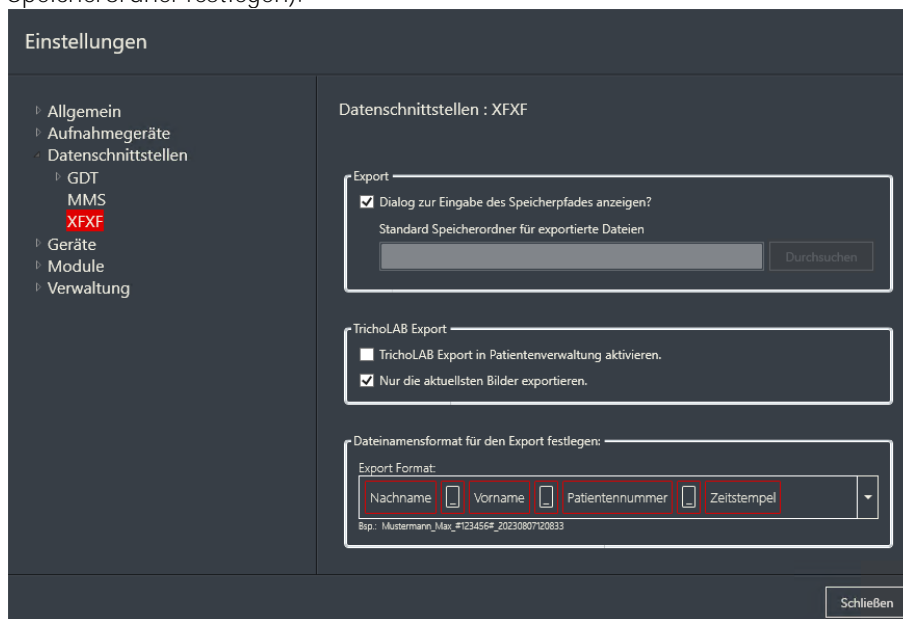 Speicherordner festlegen).
Einstellungen
Allgemein
Aufnahmegeräte
Datenschnittstellen
GDT
MMS
XFXF
Geräte
Module
Verwaltung
Datenschnittstellen : XFXF
Export
Dialog zur Eingabe des Speicherpfades anzeigen?
Standard Speicherordner für exportierte Dateien
Durchsuchen
TrichoLAB Export
TrichoLAB Export in Patientenverwaltung aktivieren.
Nur die aktuellsten Bilder exportieren.
Dateinamensformat für den Export festlegen:
Export Format:
Nachname _ Vorname _ Patientennummer _ Zeitstempel
Bsp.: Mustermann_Max_#123456#_20230807120833
Schließen